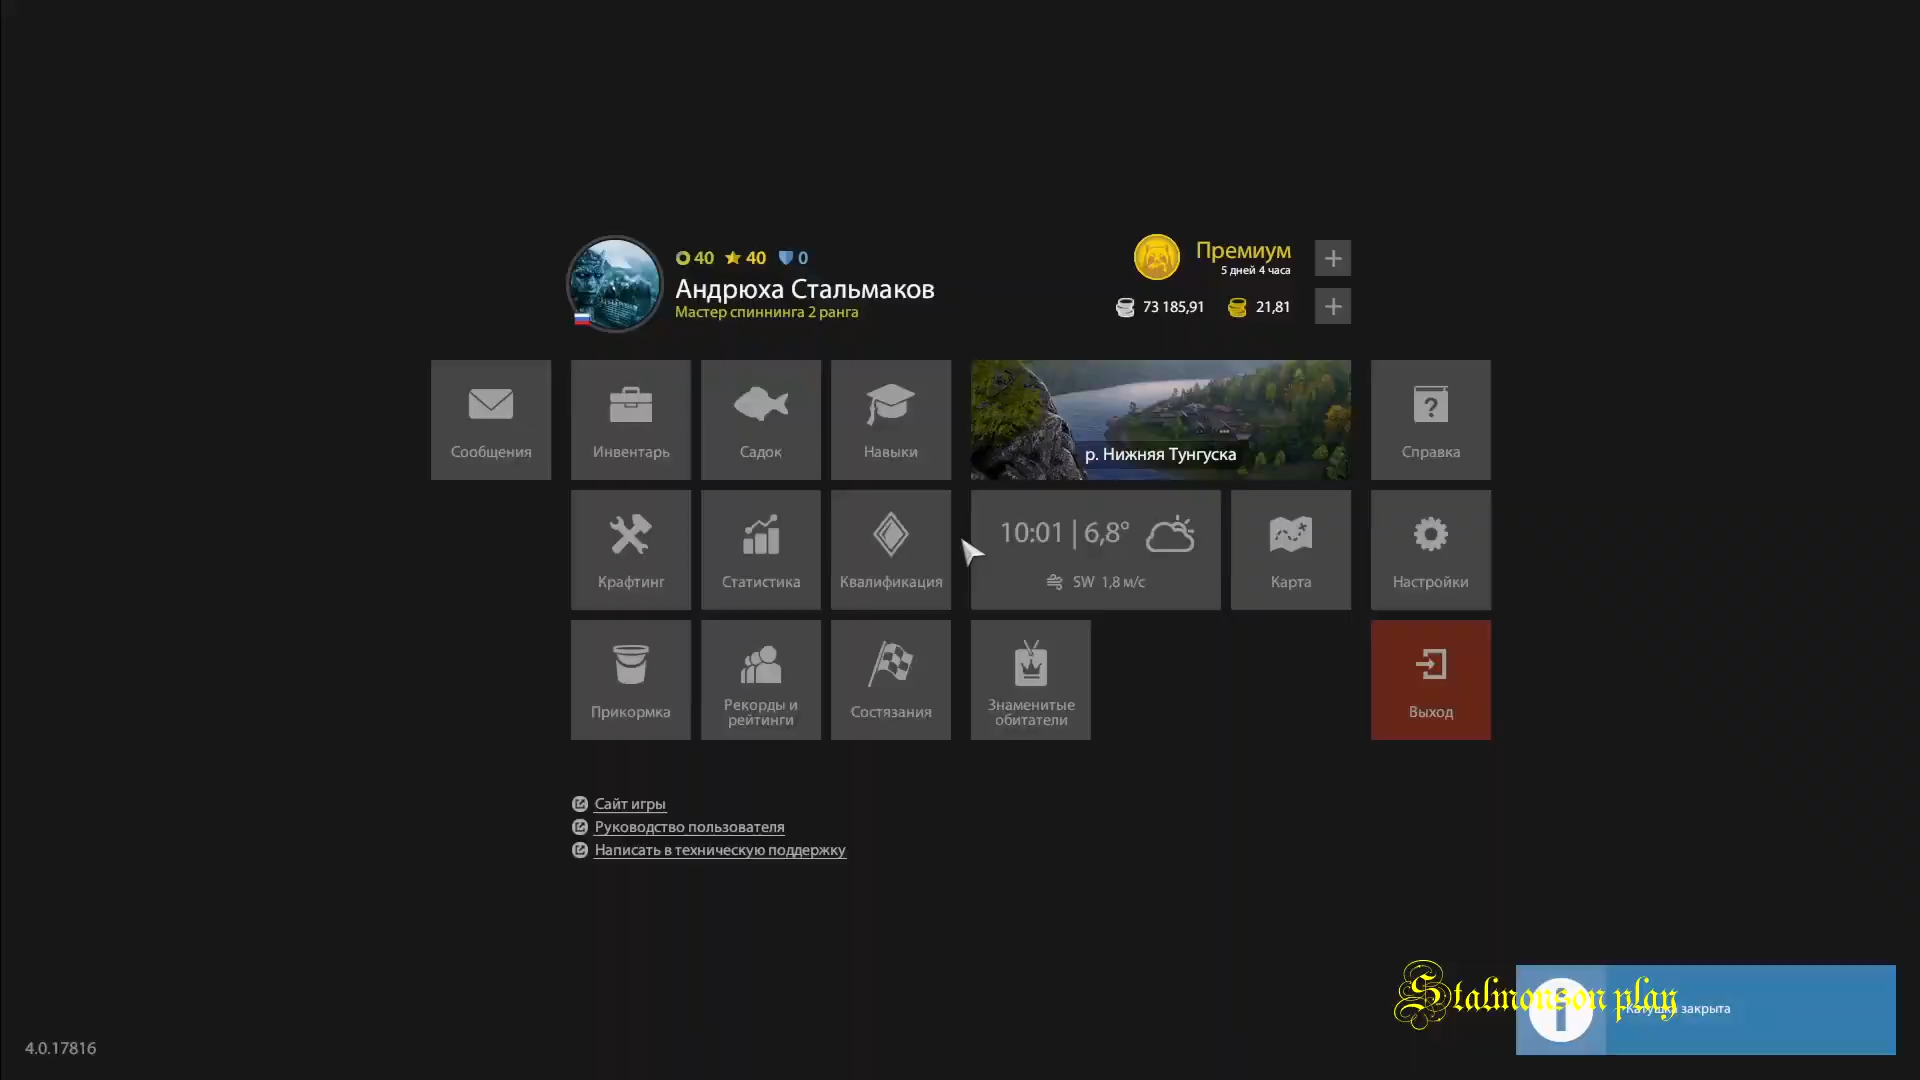 40 40 0
Андрюха Стальмаков
Мастер спиннинга 2 ранга
Премиум
5 дней 4 часа
73 185,91 21,81
Сообщения
Инвентарь
Садок
Навыки
р. Нижняя Тунгуска
Справка
Крафтинг
Статистика
Квалификация
10:01 | 6,8°
SW 1,8 м/с
Карта
Настройки
Прикормка
Рекорды и
рейтинги
Состязания
Знаменитые
обитатели
Выход
Сайт игры
Руководство пользователя
Написать в техническую поддержку
Stalmonson play
Катушка закрыта
4.0.17816